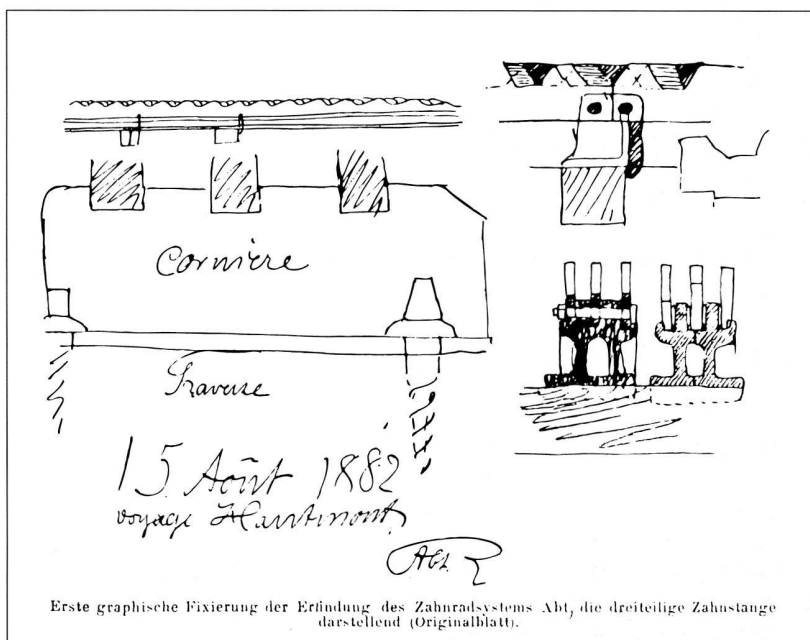 Cornière
Traverse
15 Août 1882
voyage Hautmont
Abt R
Erste graphische Fixierung der Erfindung des Zahnradsystems Abt, die dreiteilige Zahnstange
darstellend (Originalblatt).